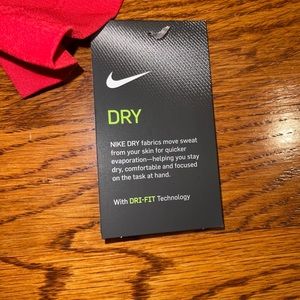 DRY
NIKE DRY fabrics move sweat
from your skin for quicker
evaporation—helping you stay
dry, comfortable and focused
on the task at hand.
With DRI-FIT Technology